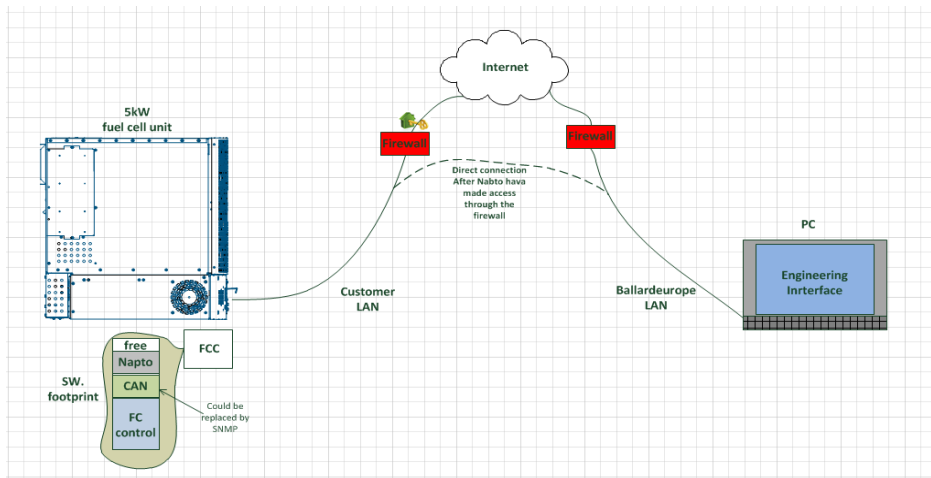 Internet
5kW
fuel cell unit
Firewall
Firewall
Direct connection
After Nabto hava
made access
through the
firewall
PC
Engineering
Inrterface
Customer
LAN
Ballardeurope
LAN
FCC
free
Napto
CAN
FC
control
SW.
footprint
Could be
replaced by
SNMP